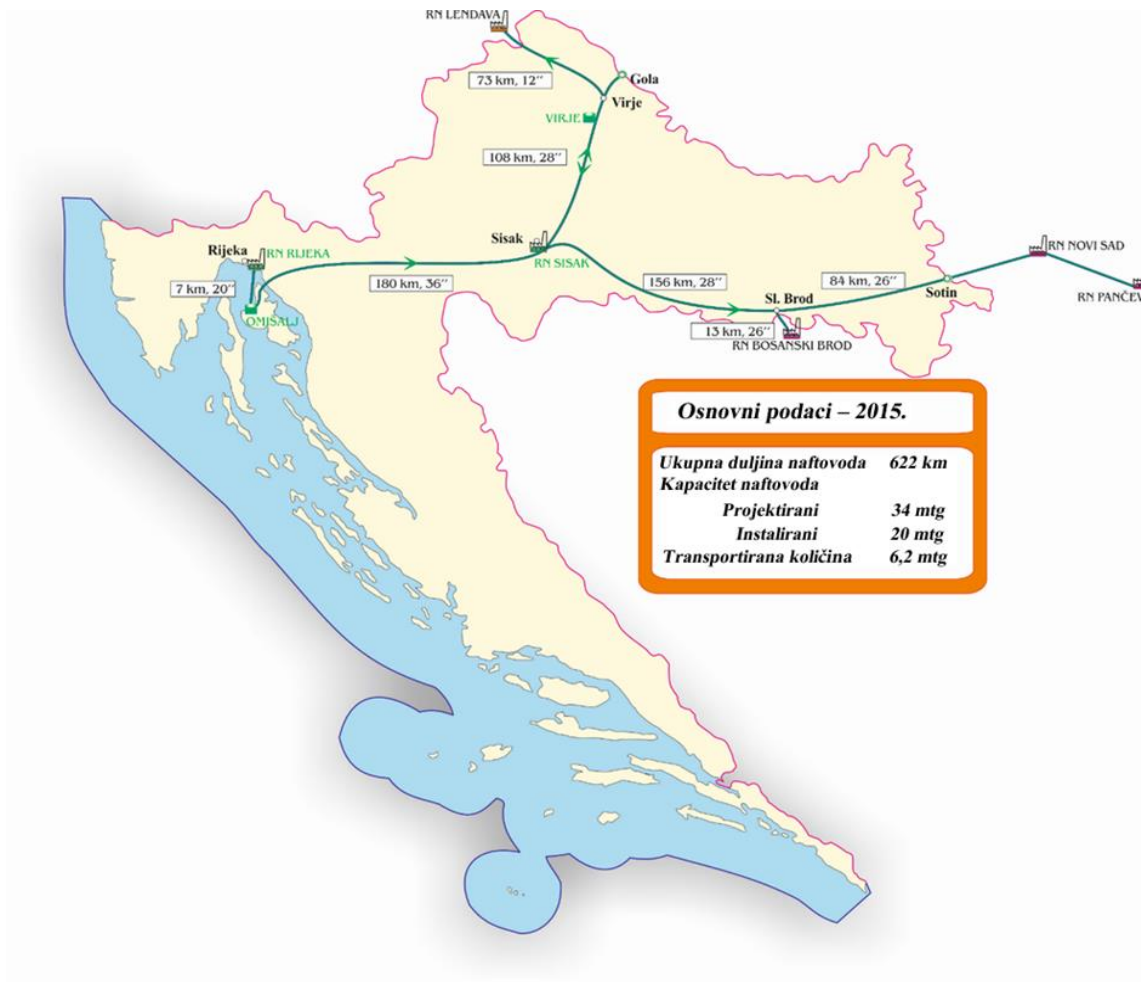 RN LENDAVA
73 km, 12’’
Gola
Virje
VIRJE
108 km, 28’’
Sisak
RN SISAK
Rijeka
RN RIJEKA
7 km, 20’’
OMIŠALJ
180 km, 36’’
156 km, 28’’
Sl. Brod
13 km, 26’’
RN BOSANSKI BROD
84 km, 26’’
Sotin
RN NOVI SAD
RN PANČEV
Osnovni podaci – 2015.
Ukupna duljina naftovoda 622 km
Kapacitet naftovoda
Projektirani 34 mtg
Instalirani 20 mtg
Transportirana količina 6,2 mtg